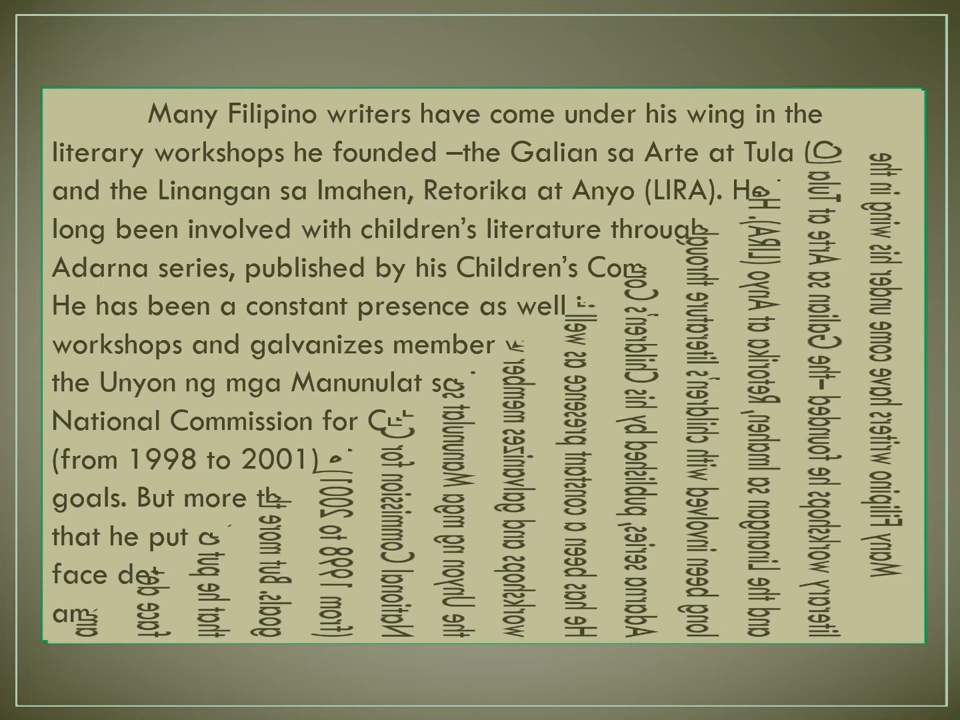 Many Filipino writers have come under his wing in the
literary workshops he founded –the Galian sa Arte at Tula
and the Linangan sa Imahen, Retorika at Anyo (LIRA). He
long been involved with children's literature through
Adarna series, published by his Children's
He has been a constant presence as well
workshops and galvanizes member
the Unyon ng mga Manunulat sa
National Commission for
(from 1998 to 2001)
goals. But more
that he put
face